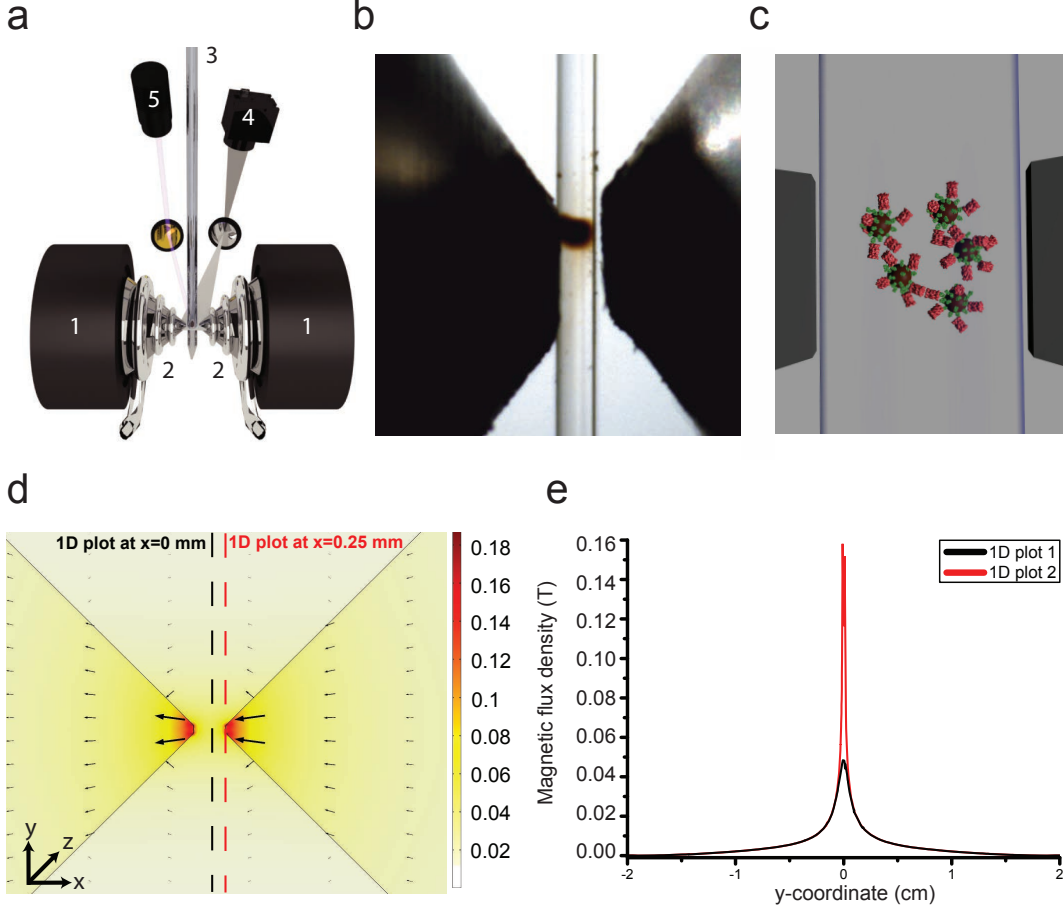 a
b
c
3
5
4
1
1
2
2
d
e
1D plot at x=0 mm
1D plot at x=0.25 mm
0.18
0.16
0.14
0.12
0.1
0.08
0.06
0.04
0.02
y
z
x
Magnetic flux density (T)
0.16
0.14
0.12
0.10
0.08
0.06
0.04
0.02
0.00
1D plot 1
1D plot 2
-2
-1
0
1
2
y-coordinate (cm)